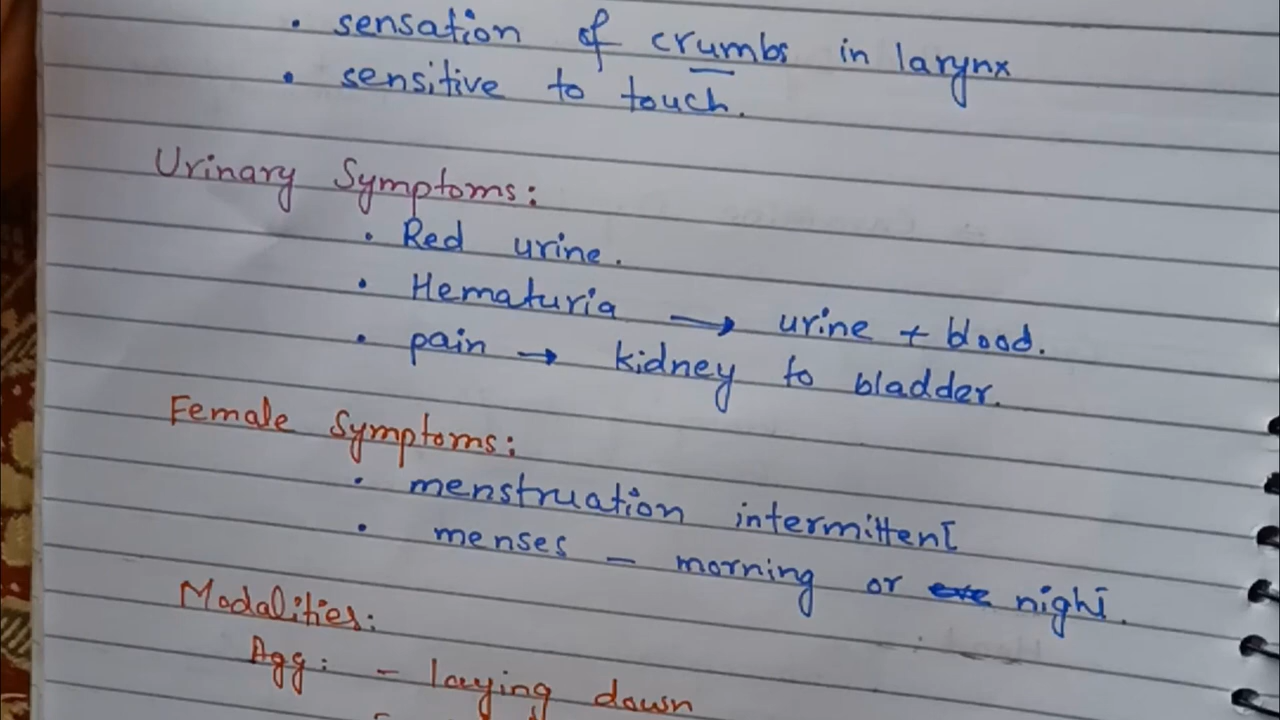 • sensation of crumbs in larynx
• sensitive to touch.
Urinary Symptoms:
• Red urine.
• Hematuria → urine + blood.
• pain → kidney to bladder.
Female Symptoms:
• menstruation intermittent
• menses - morning or eve night.
Modalities:
Agg: - laying down